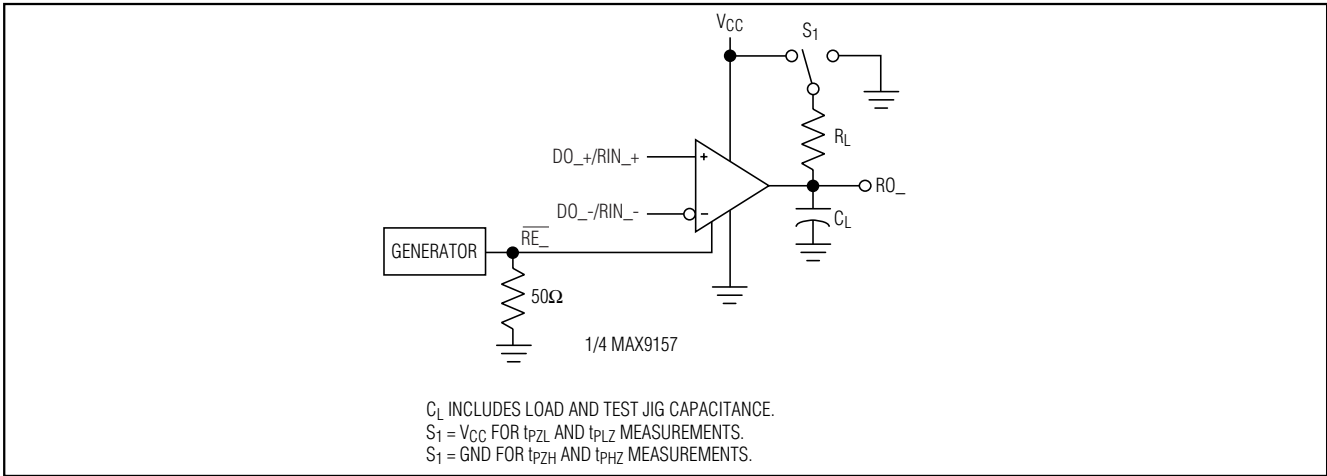 VCC
S1
RL
DO_+/RIN_+
+
RO_
DO_-/RIN_-
-
CL
RE_
GENERATOR
50Ω
1/4 MAX9157
CL INCLUDES LOAD AND TEST JIG CAPACITANCE.
S1 = VCC FOR tPZL AND tPLZ MEASUREMENTS.
S1 = GND FOR tPZH AND tPHZ MEASUREMENTS.